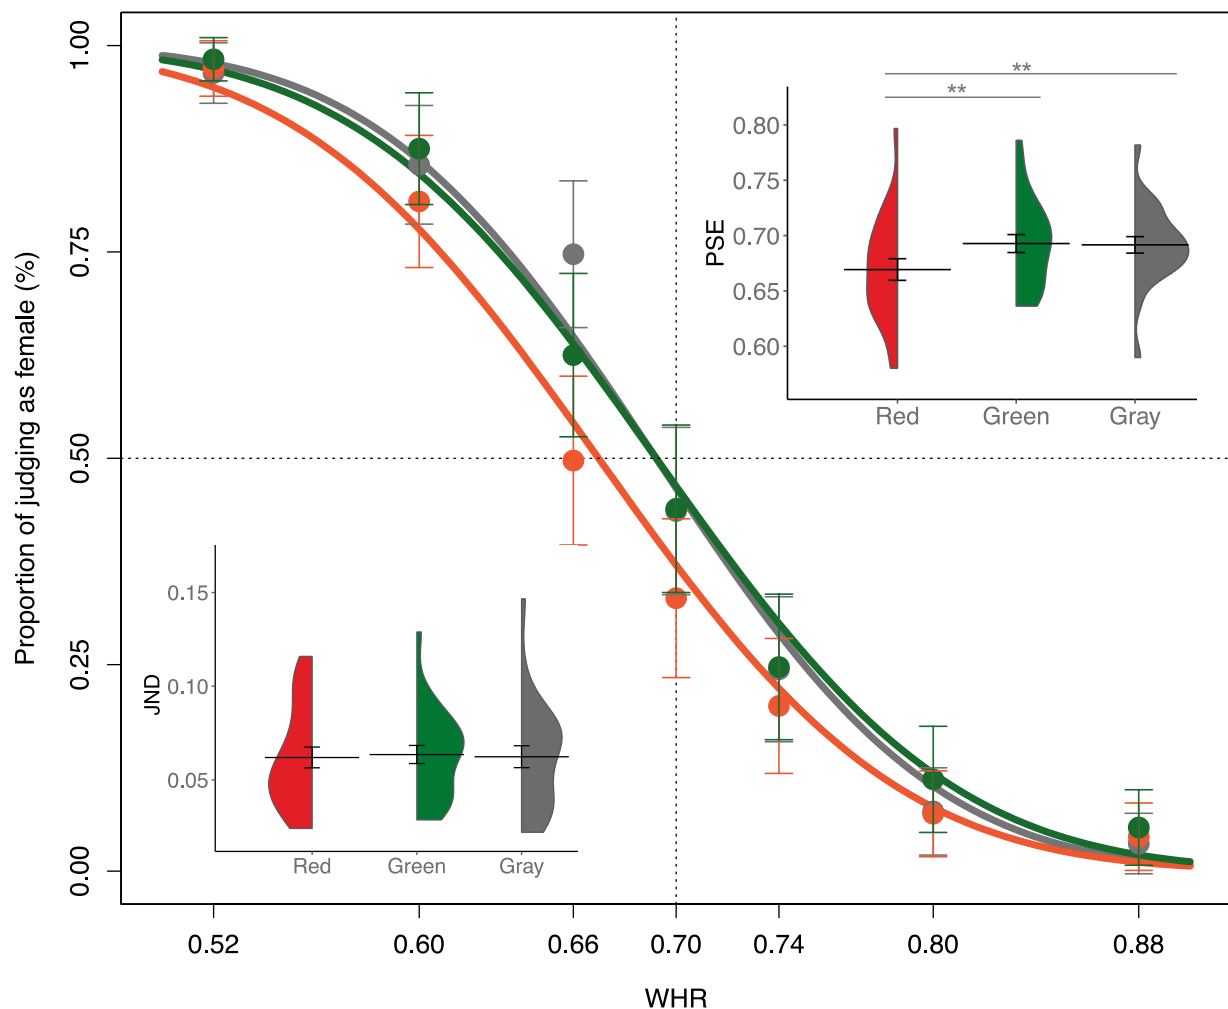 Proportion of judging as female (%)
1.00
0.75
0.50
0.25
0.00
0.52
0.60
0.66
0.70
0.74
0.80
0.88
WHR
**
**
PSE
0.80
0.75
0.70
0.65
0.60
Red
Green
Gray
JND
0.15
0.10
0.05
Red
Green
Gray